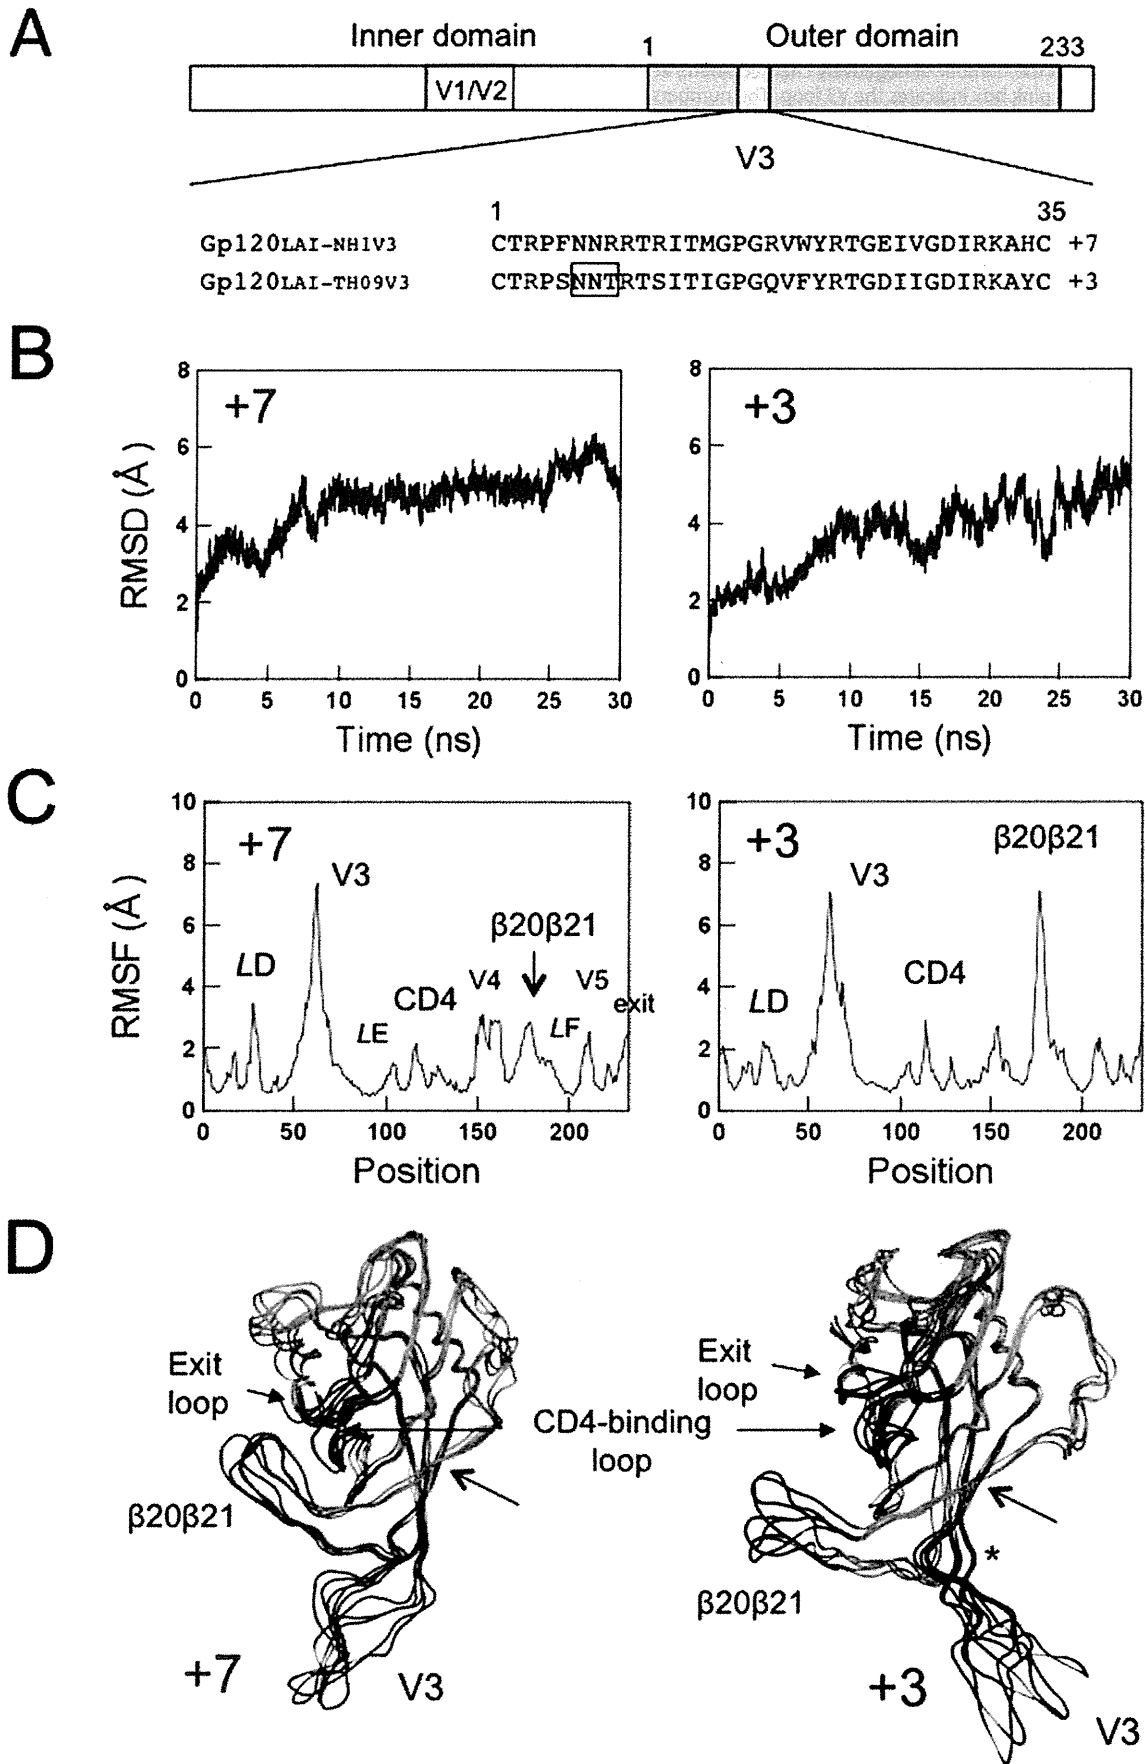 A
Inner domain
1
Outer domain
233
V1/V2
V3
1
35
Gp120LAI-NH1V3 CTRPFNNRRTRITMGPGRVWYRTGEIVGDIRKAHC +7
Gp120LAI-TH09V3 CTRPSNNTRTSITIGPGQVFYRTGDIIGDIRKAYC +3
B
+7
RMSD (Å)
8
6
4
2
0
0 5 10 15 20 25 30
Time (ns)
+3
8
6
4
2
0
0 5 10 15 20 25 30
Time (ns)
C
+7
RMSF (Å)
10
8
6
4
2
0
V3
LD
LE
CD4
V4
β20β21
LF
V5
exit
0 50 100 150 200
Position
+3
10
8
6
4
2
0
V3
LD
CD4
β20β21
0 50 100 150 200
Position
D
Exit
loop
β20β21
+7
V3
CD4-binding
loop
Exit
loop
*
β20β21
+3
V3